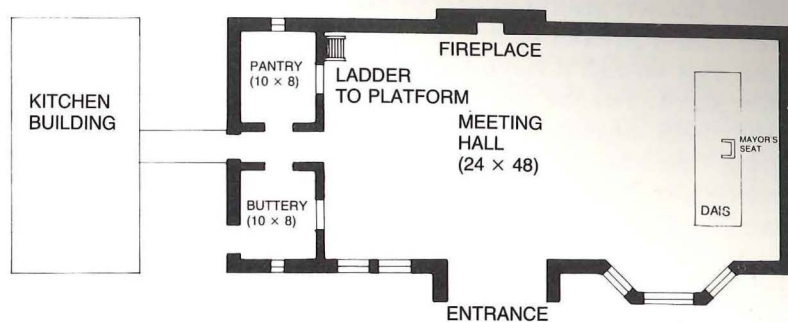 KITCHEN
BUILDING
PANTRY
(10 × 8)
LADDER
TO PLATFORM
FIREPLACE
MEETING
HALL
(24 × 48)
MAYOR'S
SEAT
DAIS
BUTTERY
(10 × 8)
ENTRANCE